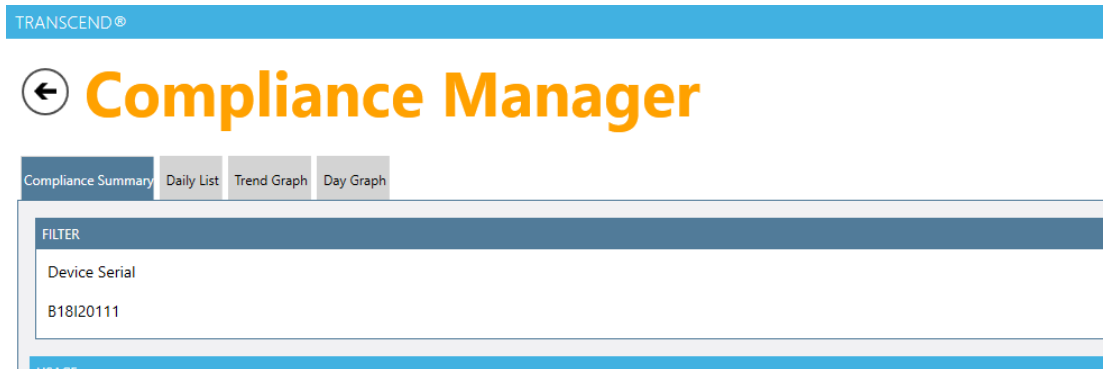 TRANSCEND®
Compliance Manager
Compliance Summary Daily List Trend Graph Day Graph
FILTER
Device Serial
B18I20111